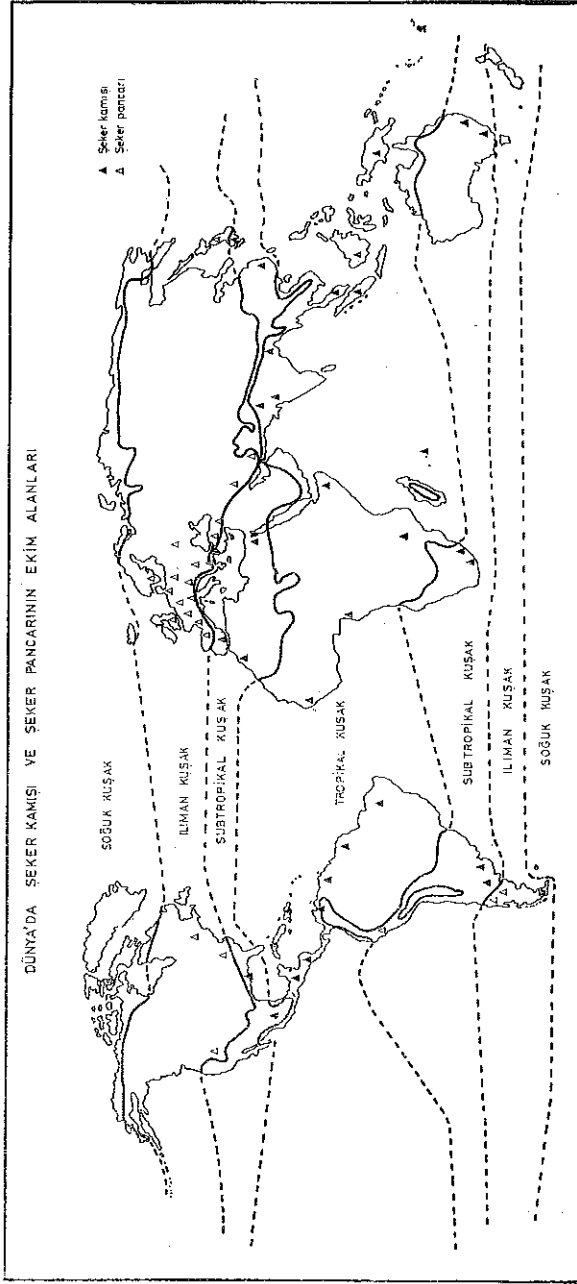 DÜNYA'DA ŞEKER KAMIŞI VE ŞEKER PANCARININ EKİM ALANLARI
▲ Şeker kamışı
△ Şeker pancarı
SOĞUK KUŞAK
ILIMAN KUŞAK
SUBTROPİKAL KUŞAK
TROPİKAL KUŞAK
SUBTROPİKAL KUŞAK
ILIMAN KUŞAK
SOĞUK KUŞAK